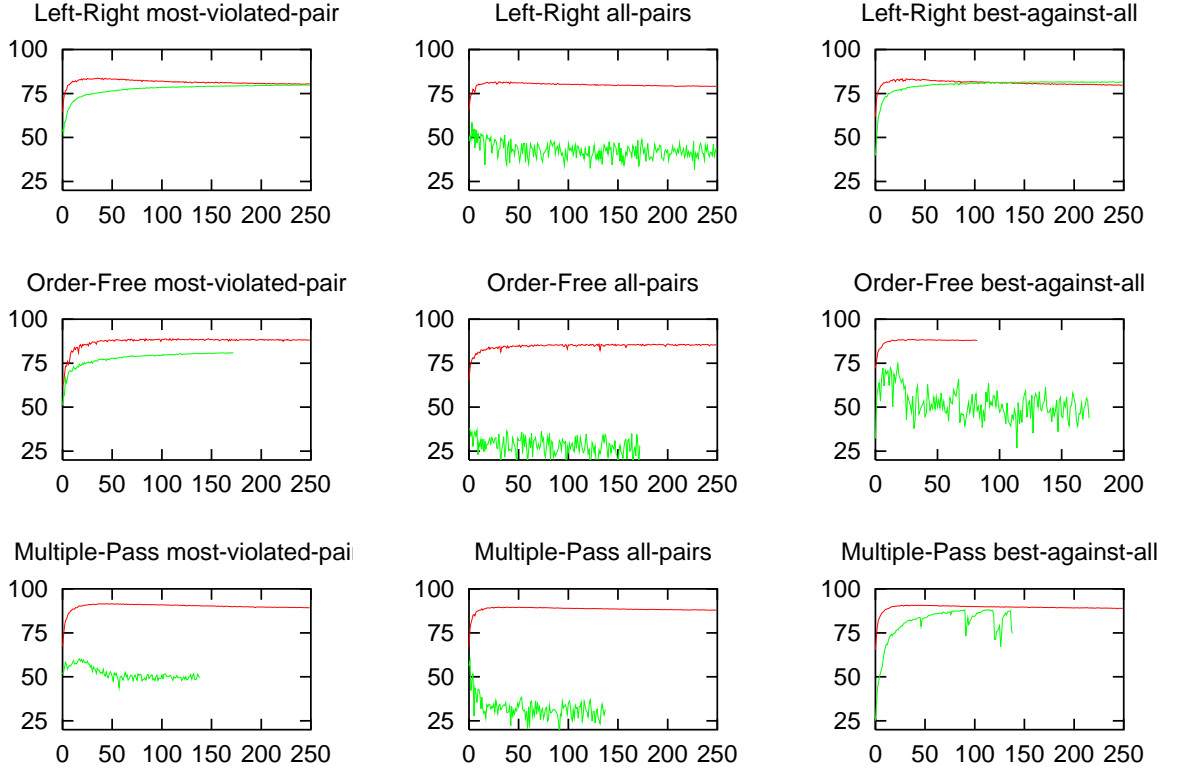 Left-Right most-violated-pair
100
75
50
25
0 50 100 150 200 250
Left-Right all-pairs
100
75
50
25
0 50 100 150 200 250
Left-Right best-against-all
100
75
50
25
0 50 100 150 200 250
Order-Free most-violated-pair
100
75
50
25
0 50 100 150 200 250
Order-Free all-pairs
100
75
50
25
0 50 100 150 200 250
Order-Free best-against-all
100
75
50
25
0 50 100 150 200
Multiple-Pass most-violated-pai
100
75
50
25
0 50 100 150 200 250
Multiple-Pass all-pairs
100
75
50
25
0 50 100 150 200 250
Multiple-Pass best-against-all
100
75
50
25
0 50 100 150 200 250